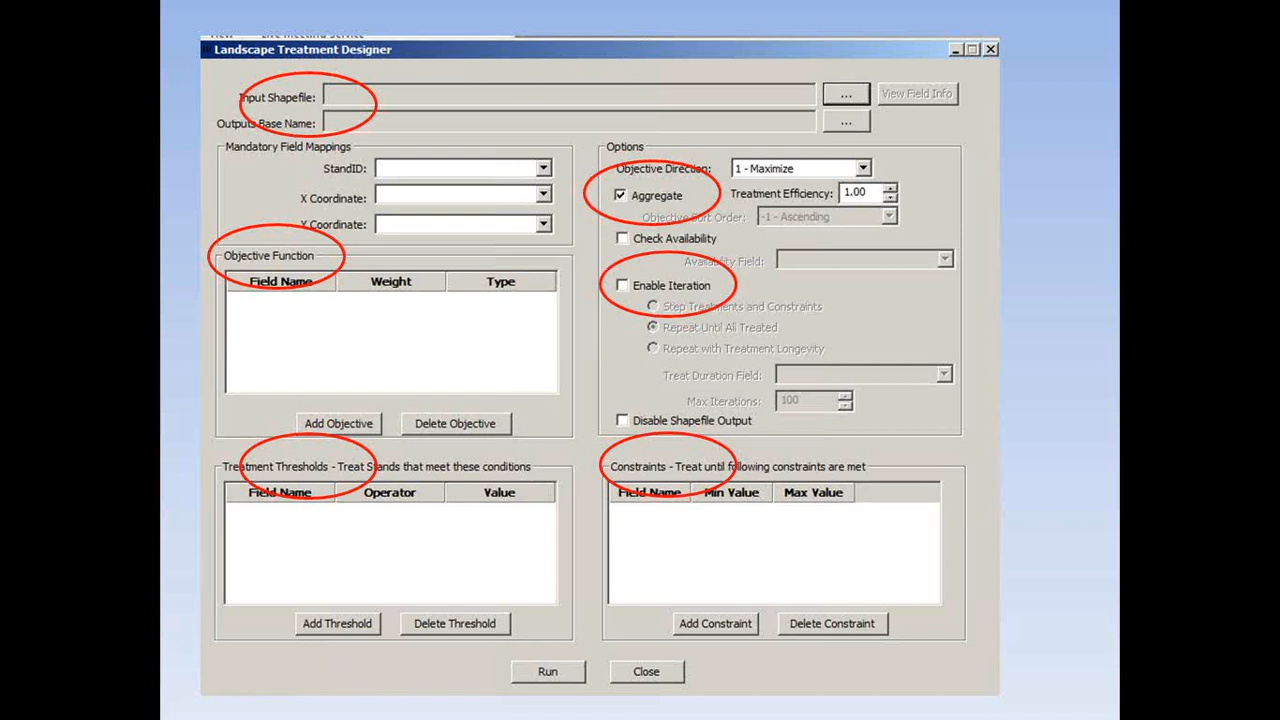 View Live Meeting Service
Landscape Treatment Designer
Input Shapefile: ... View Field Info
Outputs Base Name: ...
Mandatory Field Mappings
StandID:
X Coordinate:
Y Coordinate:
Objective Function
Field Name Weight Type
Add Objective Delete Objective
Options
Objective Direction: 1 - Maximize
Aggregate Treatment Efficiency: 1.00
Objective Sort Order: -1 - Ascending
Check Availability
Availability Field:
Enable Iteration
Step Treatments and Constraints
Repeat Until All Treated
Repeat with Treatment Longevity
Treat Duration Field:
Max Iterations: 100
Disable Shapefile Output
Treatment Thresholds - Treat Stands that meet these conditions
Field Name Operator Value
Add Threshold Delete Threshold
Constraints - Treat until following constraints are met
Field Name Min Value Max Value
Add Constraint Delete Constraint
Run Close